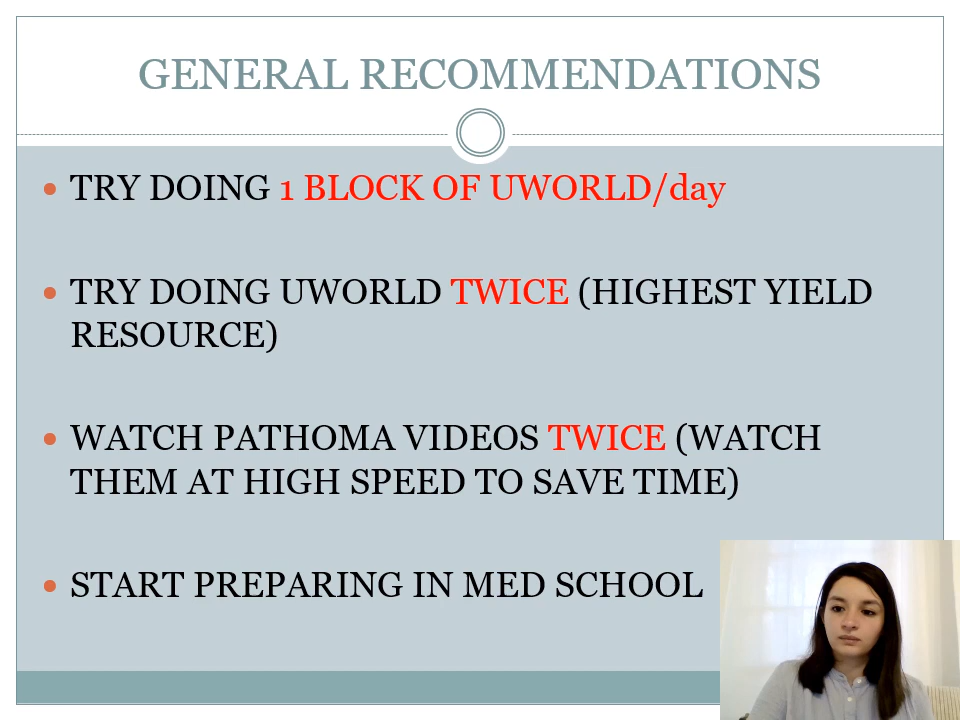 GENERAL RECOMMENDATIONS
• TRY DOING 1 BLOCK OF UWORLD/day
• TRY DOING UWORLD TWICE (HIGHEST YIELD
RESOURCE)
• WATCH PATHOMA VIDEOS TWICE (WATCH
THEM AT HIGH SPEED TO SAVE TIME)
• START PREPARING IN MED SCHOOL